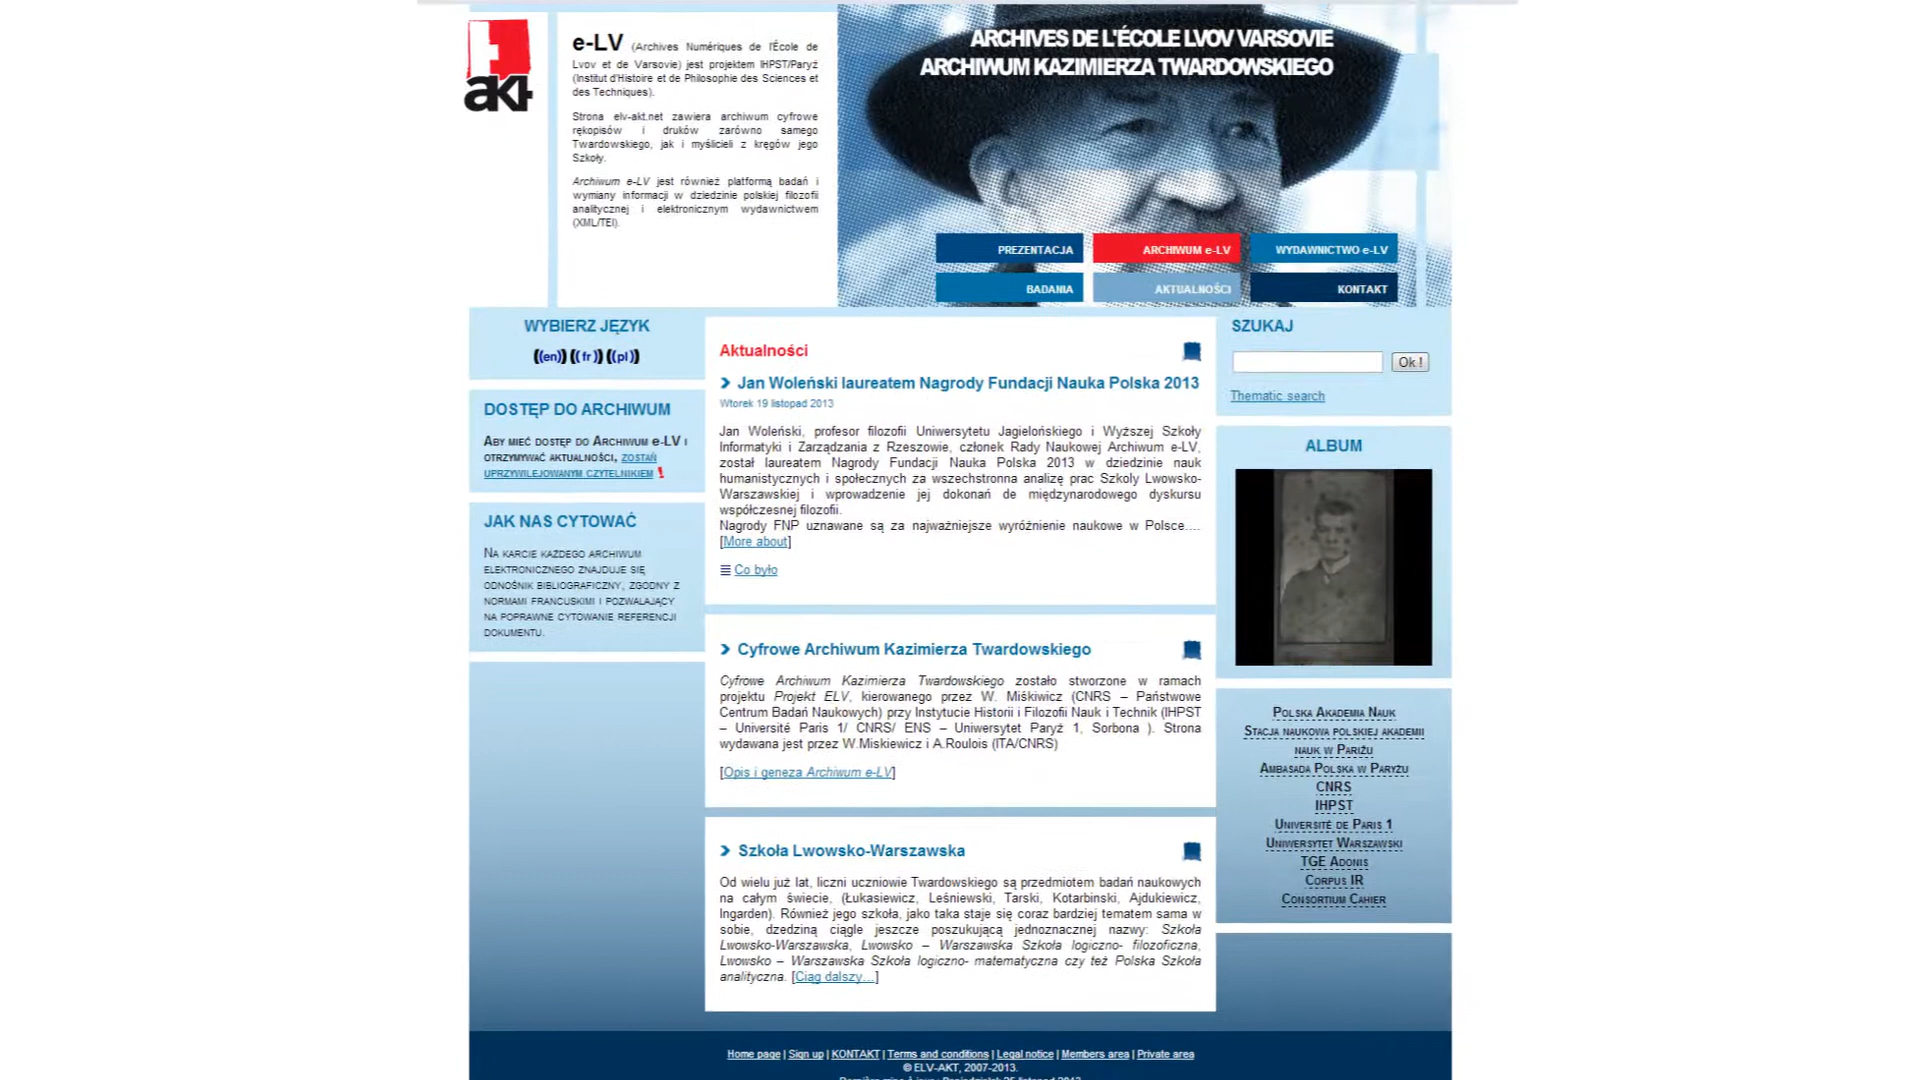 akt
e-LV (Archives Numériques de l'École de
Lvov et de Varsovie) jest projektem IHPST/Paryż
(Institut d'Histoire et de Philosophie des Sciences et
des Techniques).
Strona elv-akt.net zawiera archiwum cyfrowe
rękopisów i druków zarówno samego
Twardowskiego, jak i myślicieli z kręgów jego
Szkoły.
Archiwum e-LV jest również platformą badań i
wymiany informacji w dziedzinie polskiej filozofii
analitycznej i elektronicznym wydawnictwem
(XML/TEI).
ARCHIVES DE L'ÉCOLE LVOV VARSOVIE
ARCHIWUM KAZIMIERZA TWARDOWSKIEGO
PREZENTACJA
ARCHIWUM e-LV
WYDAWNICTWO e-LV
BADANIA
AKTUALNOŚCI
KONTAKT
WYBIERZ JĘZYK
((en)) ((fr)) ((pl))
DOSTĘP DO ARCHIWUM
Aby mieć dostęp do Archiwum e-LV i
otrzymywać aktualności, zostań
uprzywilejowanym czytelnikiem !
JAK NAS CYTOWAĆ
Na karcie każdego archiwum
elektronicznego znajduje się
odnośnik bibliograficzny, zgodny z
normami francuskimi i pozwalający
na poprawne cytowanie referencji
dokumentu.
Aktualności
Jan Woleński laureatem Nagrody Fundacji Nauka Polska 2013
Wtorek 19 listopad 2013
Jan Woleński, profesor filozofii Uniwersytetu Jagielońskiego i Wyższej Szkoły
Informatyki i Zarządzania z Rzeszowie, członek Rady Naukowej Archiwum e-LV,
został laureatem Nagrody Fundacji Nauka Polska 2013 w dziedzinie nauk
humanistycznych i społecznych za wszechstronna analizę prac Szkoly Lwowsko-
Warszawskiej i wprowadzenie jej dokonań de międzynarodowego dyskursu
współczesnej filozofii.
Nagrody FNP uznawane są za najważniejsze wyróżnienie naukowe w Polsce....
[More about]
Co było
Cyfrowe Archiwum Kazimierza Twardowskiego
Cyfrowe Archiwum Kazimierza Twardowskiego zostało stworzone w ramach
projektu Projekt ELV, kierowanego przez W. Miśkiwicz (CNRS – Państwowe
Centrum Badań Naukowych) przy Instytucie Historii i Filozofii Nauk i Technik (IHPST
– Université Paris 1/ CNRS/ ENS – Uniwersytet Paryż 1, Sorbona ). Strona
wydawana jest przez W.Miskiewicz i A.Roulois (ITA/CNRS)
[Opis i geneza Archiwum e-LV]
Szkoła Lwowsko-Warszawska
Od wielu już lat, liczni uczniowie Twardowskiego są przedmiotem badań naukowych
na całym świecie, (Łukasiewicz, Leśniewski, Tarski, Kotarbinski, Ajdukiewicz,
Ingarden). Również jego szkoła, jako taka staje się coraz bardziej tematem sama w
sobie, dzedziną ciągle jeszcze poszukującą jednoznacznej nazwy: Szkoła
Lwowsko-Warszawska, Lwowsko – Warszawska Szkoła logiczno- filozoficzna,
Lwowsko – Warszawska Szkoła logiczno- matematyczna czy też Polska Szkoła
analityczna. [Ciąg dalszy…]
SZUKAJ
Ok !
Thematic search
ALBUM
Polska Akademia Nauk
Stacja naukowa polskiej akademii
nauk w Pariżu
Ambasada Polska w Paryżu
CNRS
IHPST
Université de Paris 1
Uniwersytet Warszawski
TGE Adonis
Corpus IR
Consortium Cahier
Home page | Sign up | KONTAKT | Terms and conditions | Legal notice | Members area | Private area
© ELV-AKT, 2007-2013.
Dernière mise à jour: Poniedziałek 25 listopad 2013